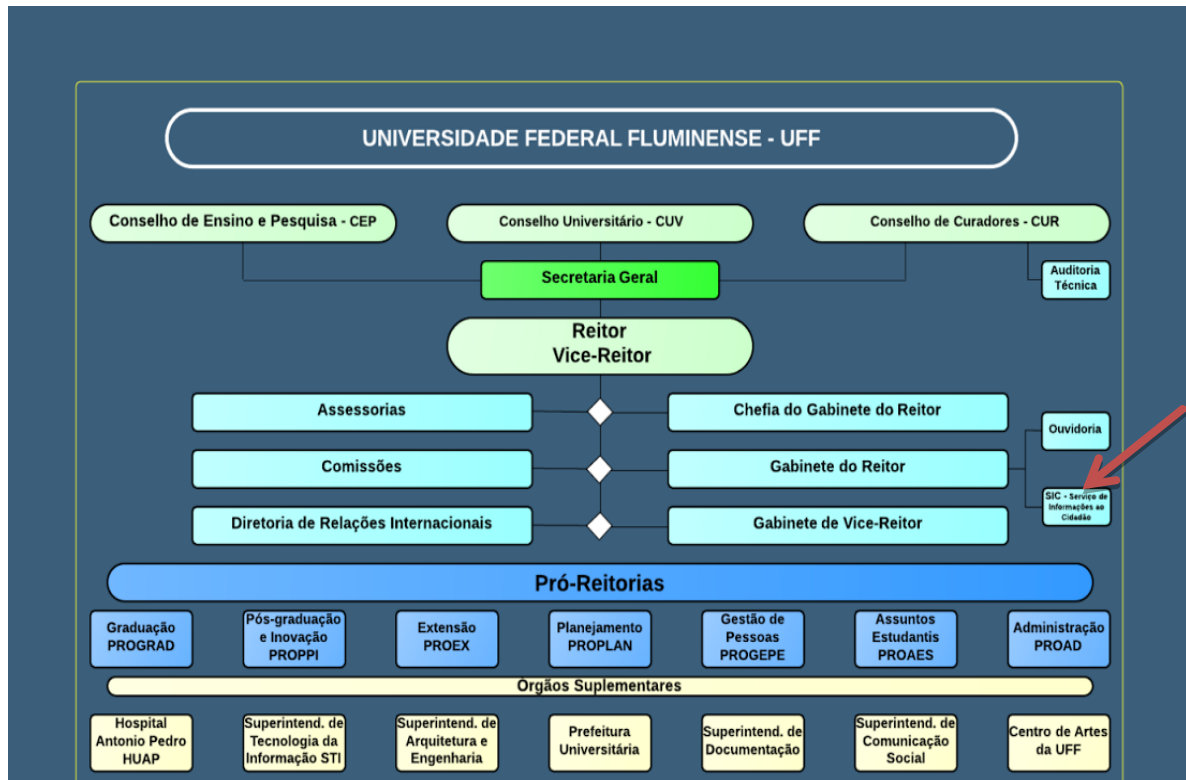 UNIVERSIDADE FEDERAL FLUMINENSE - UFF
Conselho de Ensino e Pesquisa - CEP
Conselho Universitário - CUV
Conselho de Curadores - CUR
Secretaria Geral
Auditoria
Técnica
Reitor
Vice-Reitor
Assessorias
Chefia do Gabinete do Reitor
Ouvidoria
Comissões
Gabinete do Reitor
SIC - Serviço de
Informações ao
Cidadão
Diretoria de Relações Internacionais
Gabinete de Vice-Reitor
Pró-Reitorias
Graduação
PROGRAD
Pós-graduação
e Inovação
PROPPI
Extensão
PROEX
Planejamento
PROPLAN
Gestão de
Pessoas
PROGEPE
Assuntos
Estudantis
PROAES
Administração
PROAD
Órgãos Suplementares
Hospital
Antonio Pedro
HUAP
Superintend. de
Tecnologia da
Informação STI
Superintend. de
Arquitetura e
Engenharia
Prefeitura
Universitária
Superintend. de
Documentação
Superintend. de
Comunicação
Social
Centro de Artes
da UFF